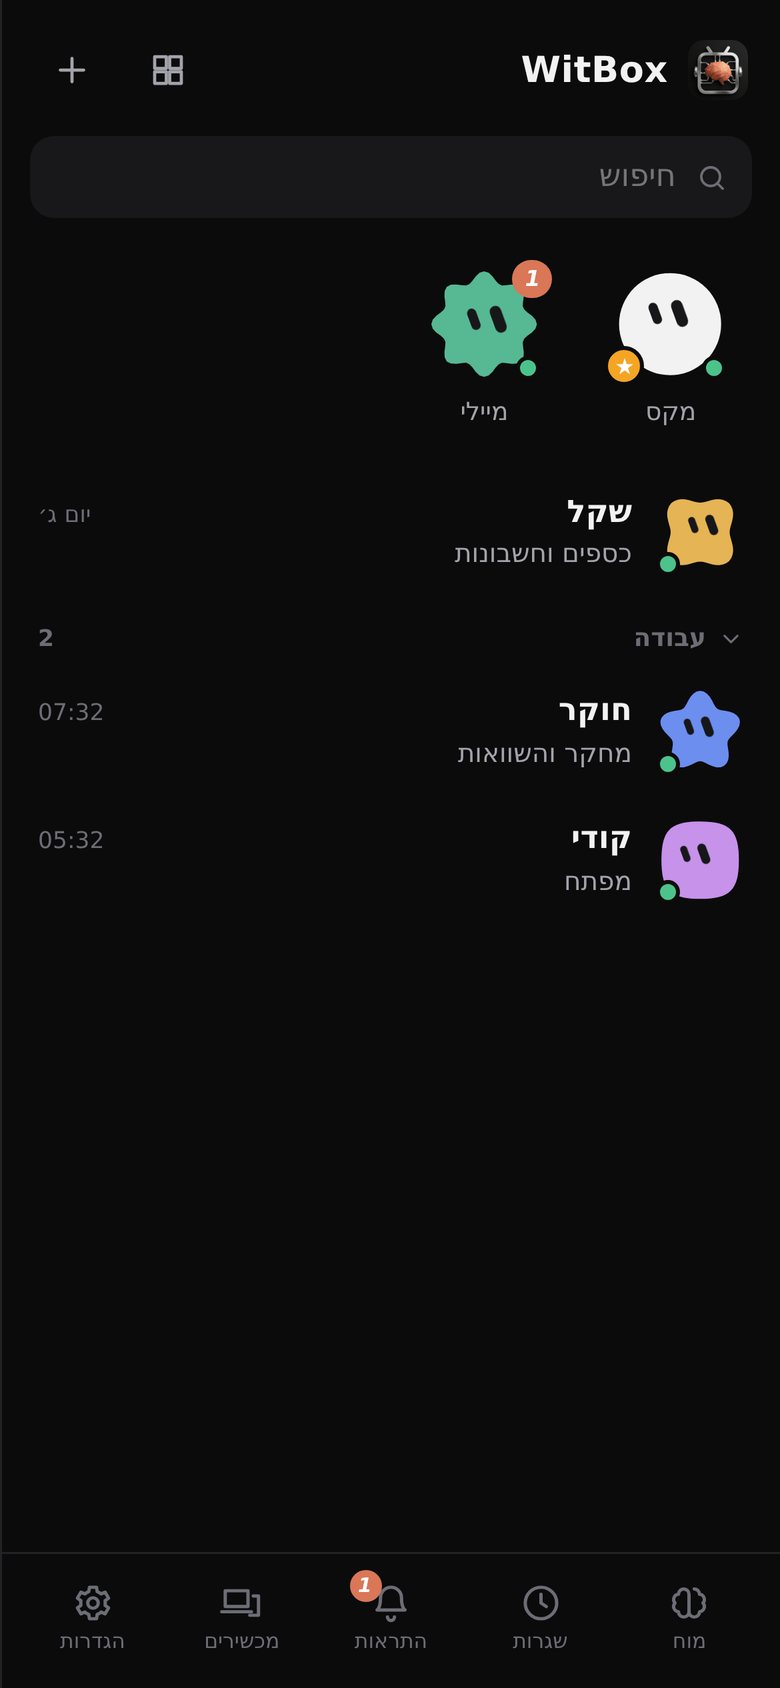 WitBox
חיפוש
1
מקס
מיילי
שקל
יום ג׳
כספים וחשבונות
עבודה
2
חוקר
07:32
מחקר והשוואות
קודי
05:32
מפתח
1
מוח
שגרות
התראות
מכשירים
הגדרות